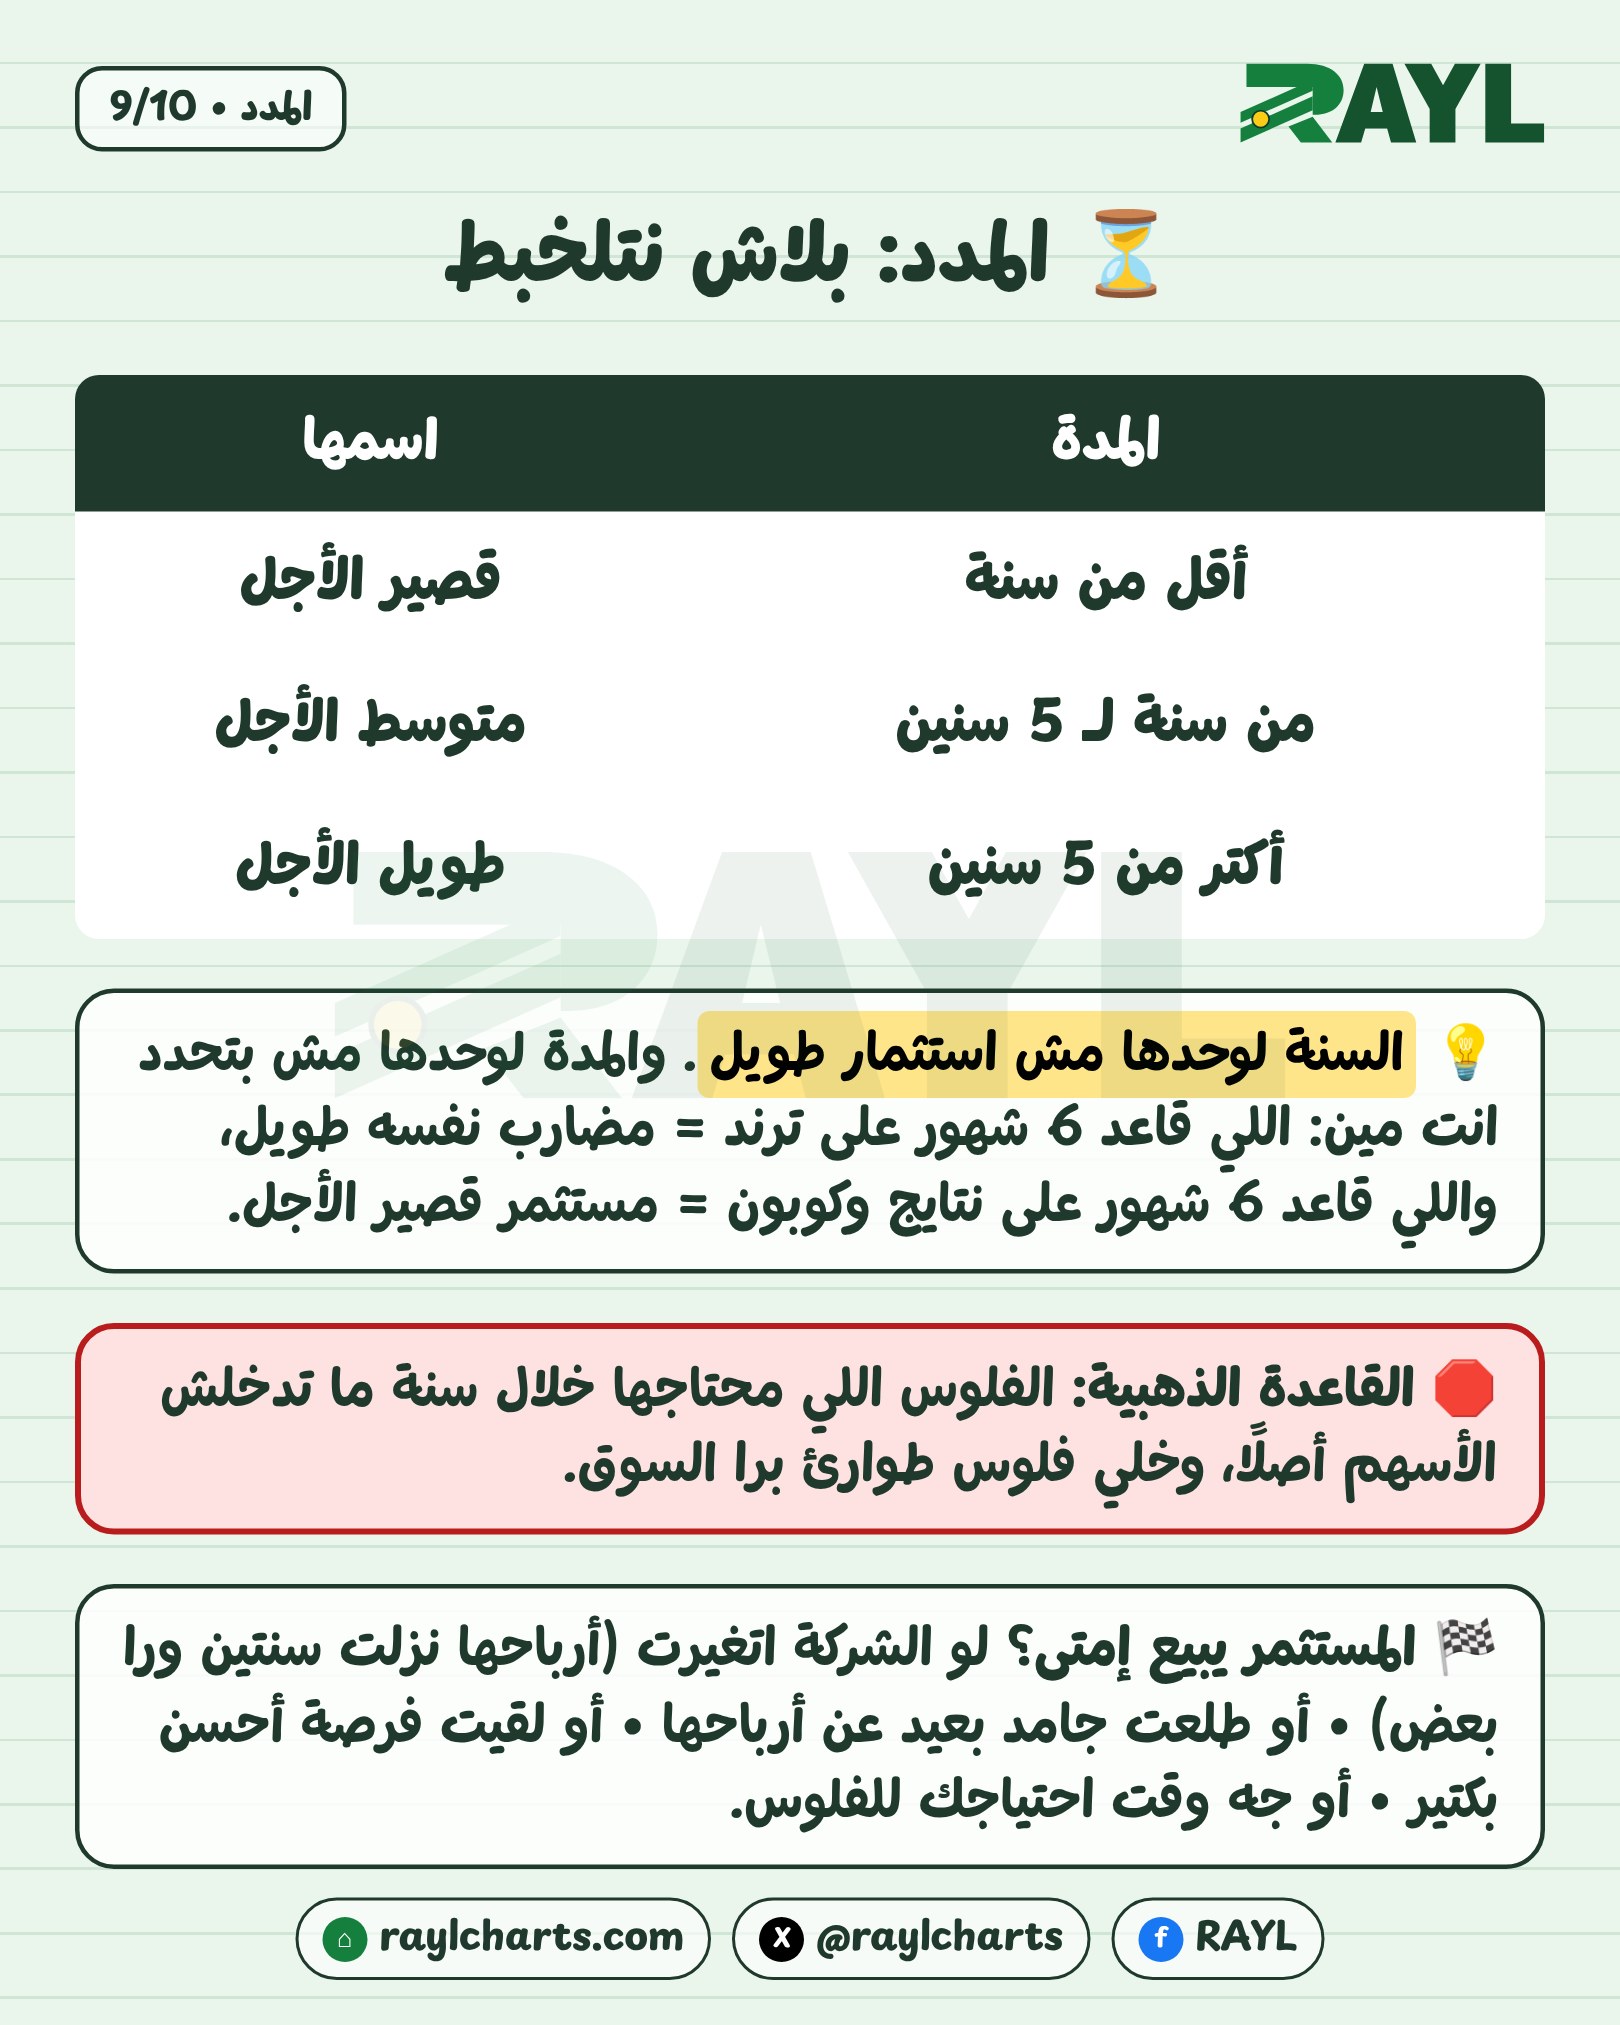 RAYL
المدد • 9/10
⏳ المدد: بلاش نتلخبط
المدة اسمها
أقل من سنة قصير الأجل
من سنة لـ 5 سنين متوسط الأجل
أكتر من 5 سنين طويل الأجل
💡 السنة لوحدها مش استثمار طويل. والمدة لوحدها مش بتحدد
انت مين: اللي قاعد 6 شهور على ترند = مضارب نفسه طويل،
واللي قاعد 6 شهور على نتايج وكوبون = مستثمر قصير الأجل.
🛑 القاعدة الذهبية: الفلوس اللي محتاجها خلال سنة ما تدخلش
الأسهم أصلًا، وخلي فلوس طوارئ برا السوق.
🏁 المستثمر يبيع إمتى؟ لو الشركة اتغيرت (أرباحها نزلت سنتين ورا
بعض) • أو طلعت جامد بعيد عن أرباحها • أو لقيت فرصة أحسن
بكتير • أو جه وقت احتياجك للفلوس.
RAYL
@raylcharts
raylcharts.com